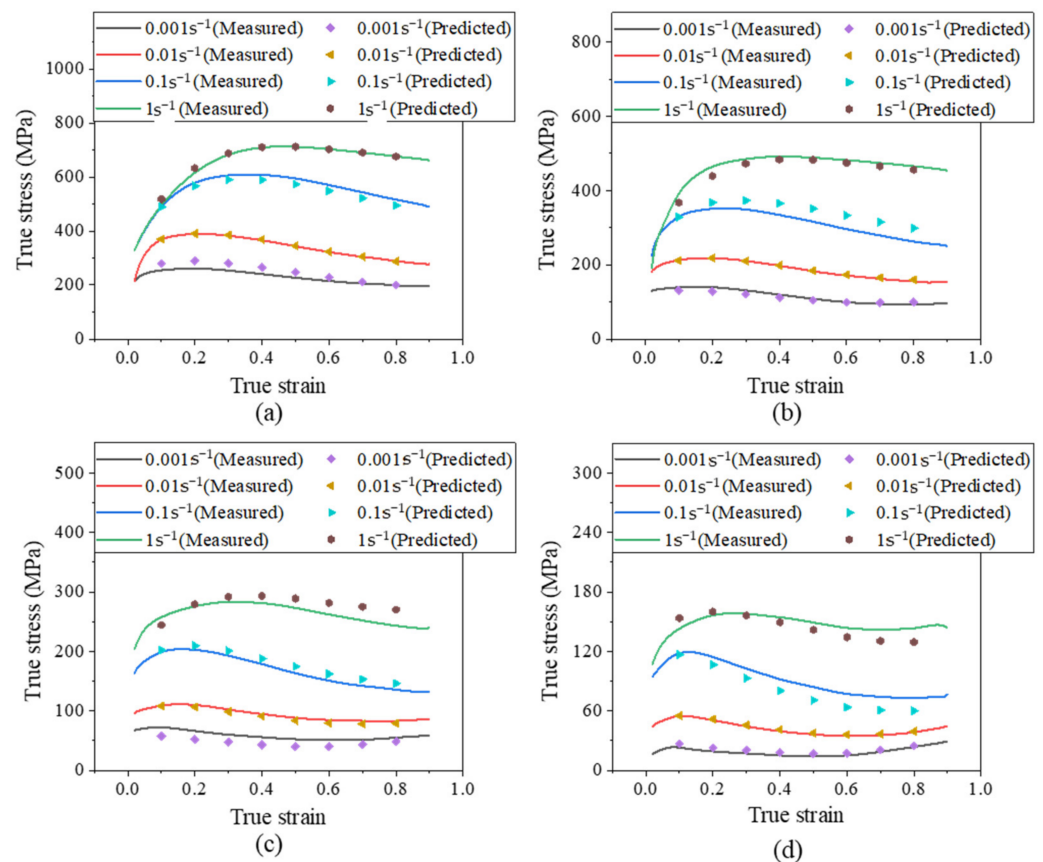 0.001s⁻¹(Measured) 0.001s⁻¹(Predicted)
0.01s⁻¹(Measured) 0.01s⁻¹(Predicted)
0.1s⁻¹(Measured) 0.1s⁻¹(Predicted)
1s⁻¹(Measured) 1s⁻¹(Predicted)
True stress (MPa)
1000
800
600
400
200
0
0.0 0.2 0.4 0.6 0.8 1.0
True strain
(a)
0.001s⁻¹(Measured) 0.001s⁻¹(Predicted)
0.01s⁻¹(Measured) 0.01s⁻¹(Predicted)
0.1s⁻¹(Measured) 0.1s⁻¹(Predicted)
1s⁻¹(Measured) 1s⁻¹(Predicted)
True stress (MPa)
800
600
400
200
0
0.0 0.2 0.4 0.6 0.8 1.0
True strain
(b)
0.001s⁻¹(Measured) 0.001s⁻¹(Predicted)
0.01s⁻¹(Measured) 0.01s⁻¹(Predicted)
0.1s⁻¹(Measured) 0.1s⁻¹(Predicted)
1s⁻¹(Measured) 1s⁻¹(Predicted)
True stress (MPa)
500
400
300
200
100
0
0.0 0.2 0.4 0.6 0.8 1.0
True strain
(c)
0.001s⁻¹(Measured) 0.001s⁻¹(Predicted)
0.01s⁻¹(Measured) 0.01s⁻¹(Predicted)
0.1s⁻¹(Measured) 0.1s⁻¹(Predicted)
1s⁻¹(Measured) 1s⁻¹(Predicted)
True stress (MPa)
300
240
180
120
60
0
0.0 0.2 0.4 0.6 0.8 1.0
True strain
(d)